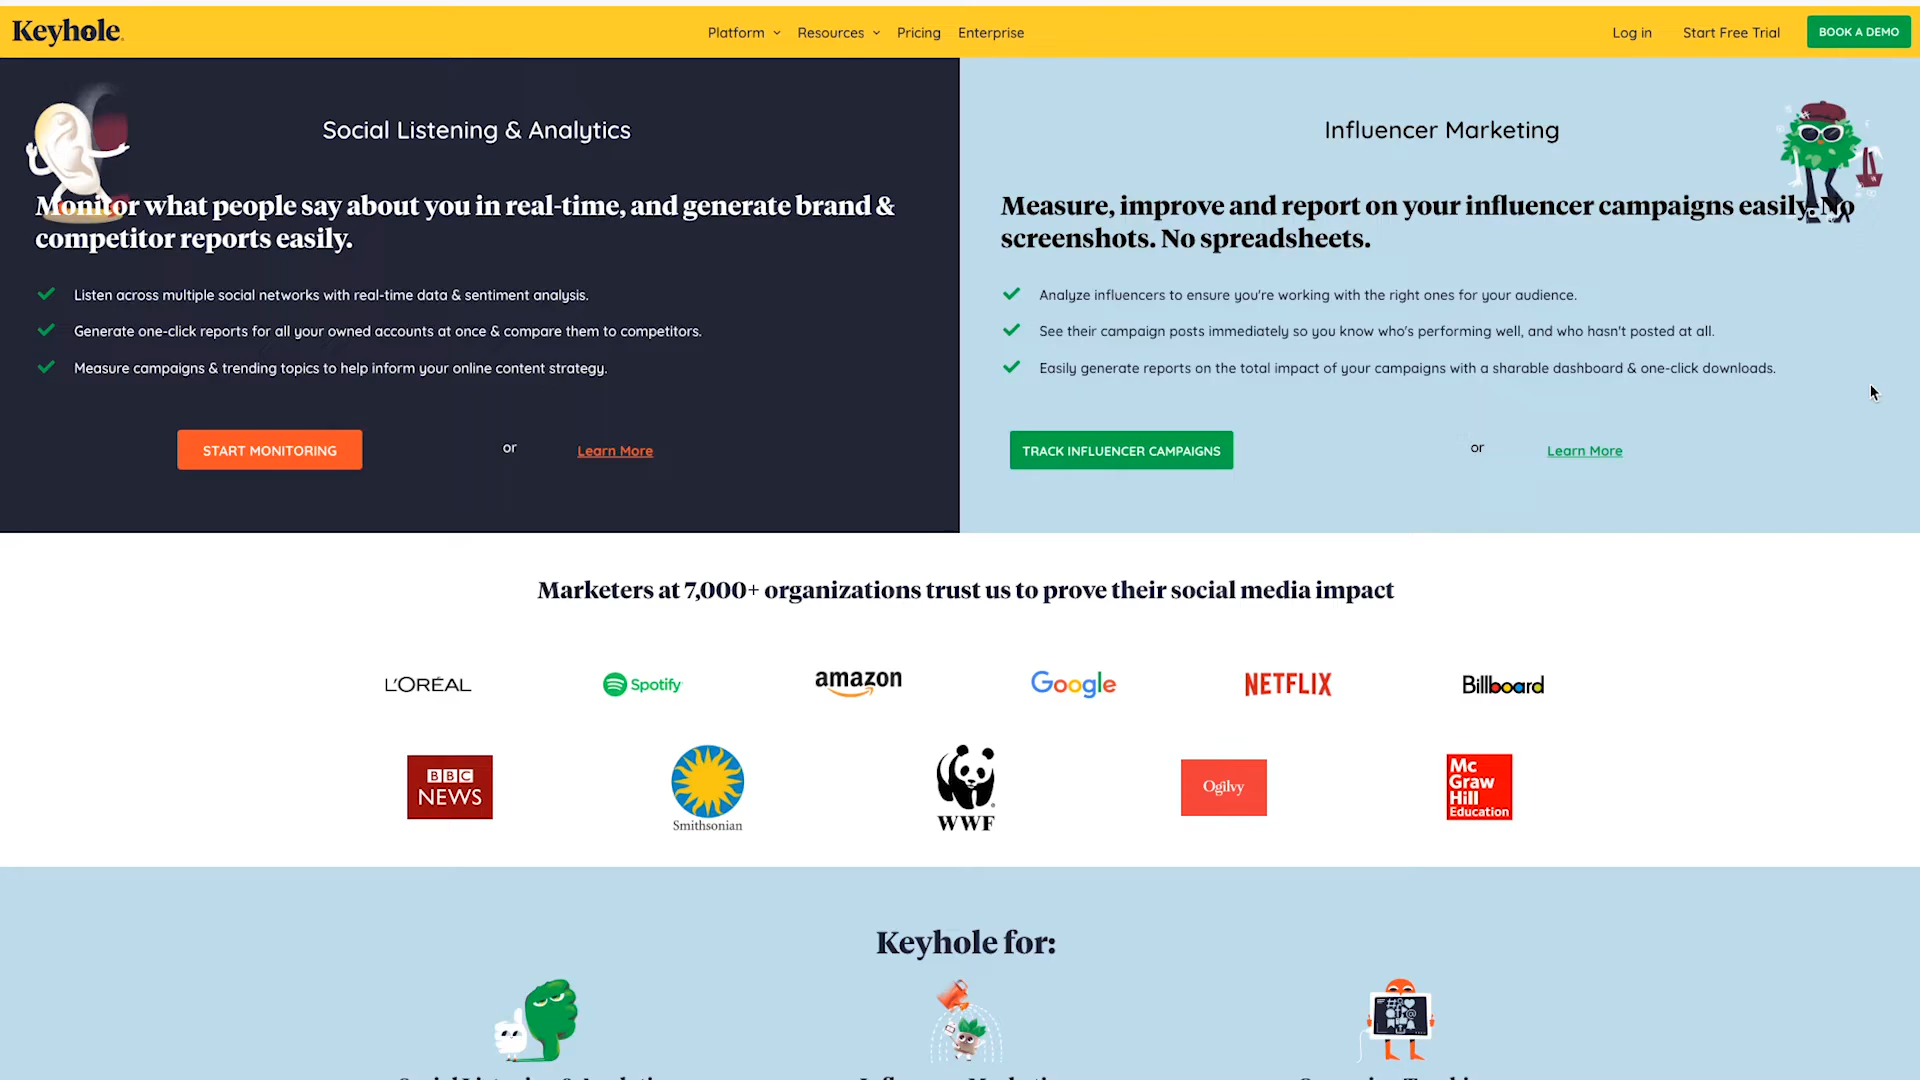 Keyhole
Platform
Resources
Pricing
Enterprise
Log in
Start Free Trial
BOOK A DEMO
Social Listening & Analytics
Monitor what people say about you in real-time, and generate brand &
competitor reports easily.
Listen across multiple social networks with real-time data & sentiment analysis.
Generate one-click reports for all your owned accounts at once & compare them to competitors.
Measure campaigns & trending topics to help inform your online content strategy.
START MONITORING
or
Learn More
Influencer Marketing
Measure, improve and report on your influencer campaigns easily. No
screenshots. No spreadsheets.
Analyze influencers to ensure you're working with the right ones for your audience.
See their campaign posts immediately so you know who's performing well, and who hasn't posted at all.
Easily generate reports on the total impact of your campaigns with a sharable dashboard & one-click downloads.
TRACK INFLUENCER CAMPAIGNS
or
Learn More
Marketers at 7,000+ organizations trust us to prove their social media impact
L'ORÉAL
Spotify
amazon
Google
NETFLIX
Billboard
BBC
NEWS
Smithsonian
WWF
Ogilvy
Mc
Graw
Hill
Education
Keyhole for: